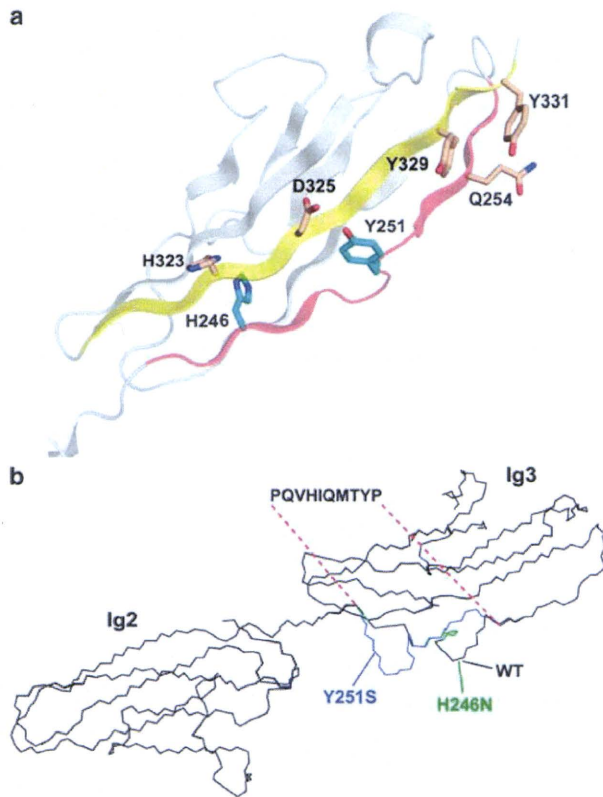 a
Y331
Y329
D325
Q254
Y251
H323
H246
b
PQVHIQMTYP
Ig3
Ig2
WT
Y251S
H246N